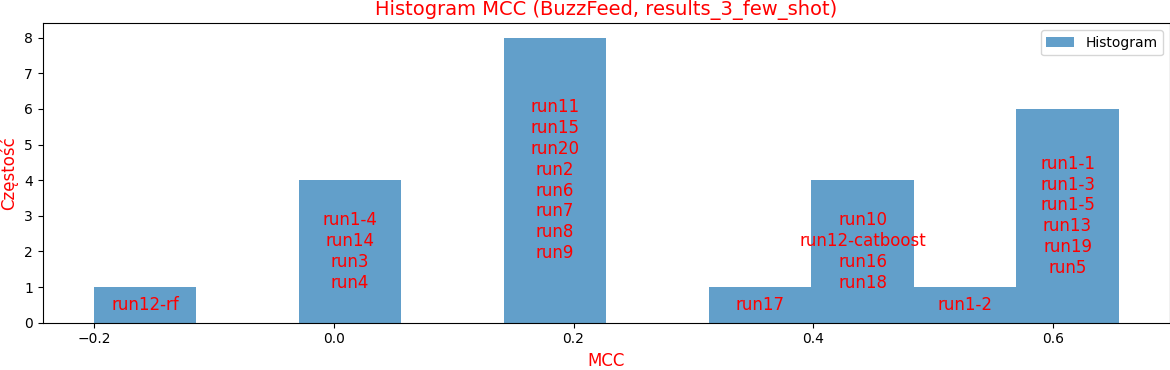 Histogram MCC (BuzzFeed, results_3_few_shot)
Histogram
Częstość
8
7
6
5
4
3
2
1
0
run12-rf
run1-4
run14
run3
run4
run11
run15
run20
run2
run6
run7
run8
run9
run17
run10
run12-catboost
run16
run18
run1-2
run1-1
run1-3
run1-5
run13
run19
run5
−0.2 0.0 0.2 0.4 0.6
MCC